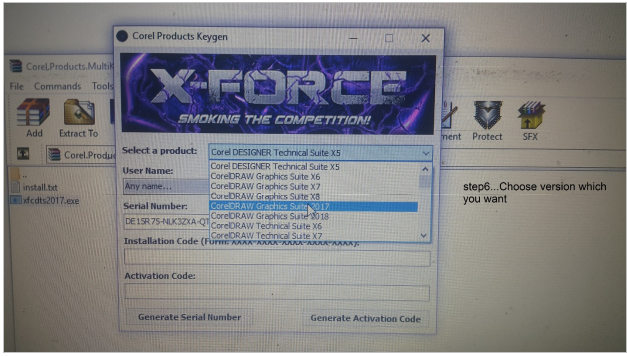 Corel Products Keygen
Corel.Products.MultiK
File Commands Tools
X-FORCE
SMOKING THE COMPETITION!
Add Extract To ment Protect SFX
Corel.Produc
Select a product: Corel DESIGNER Technical Suite X5
Corel DESIGNER Technical Suite X5
User Name:
CorelDRAW Graphics Suite X6
Any name...
CorelDRAW Graphics Suite X7
CorelDRAW Graphics Suite X8
Serial Number:
CorelDRAW Graphics Suite 2017
CorelDRAW Graphics Suite 2018
DE15R75-NLK3ZXA-QT
CorelDRAW Technical Suite X6
CorelDRAW Technical Suite X7
..
install.txt
xfcdts2017.exe
step6...Choose version which
you want
Installation Code (Form: XXXX-XXXX-XXXX-XXXX-XXXX):
Activation Code:
Generate Serial Number Generate Activation Code